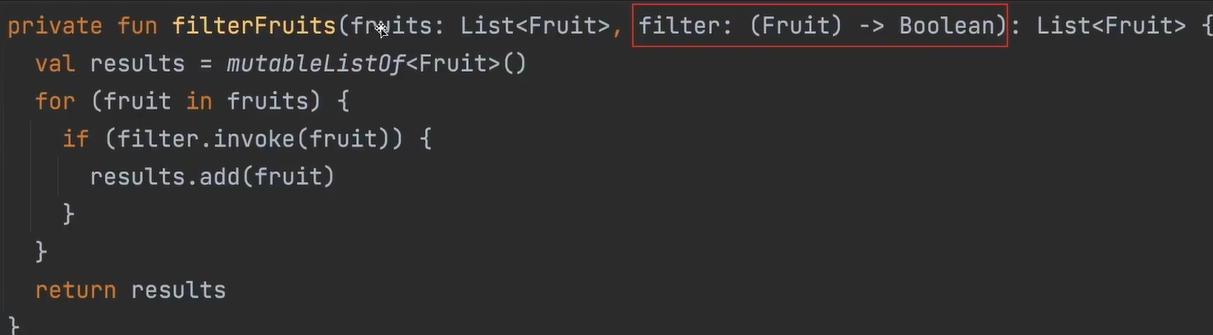 private fun filterFruits(fruits: List<Fruit>, filter: (Fruit) -> Boolean): List<Fruit> {
val results = mutableListOf<Fruit>()
for (fruit in fruits) {
if (filter.invoke(fruit)) {
results.add(fruit)
}
}
return results
}